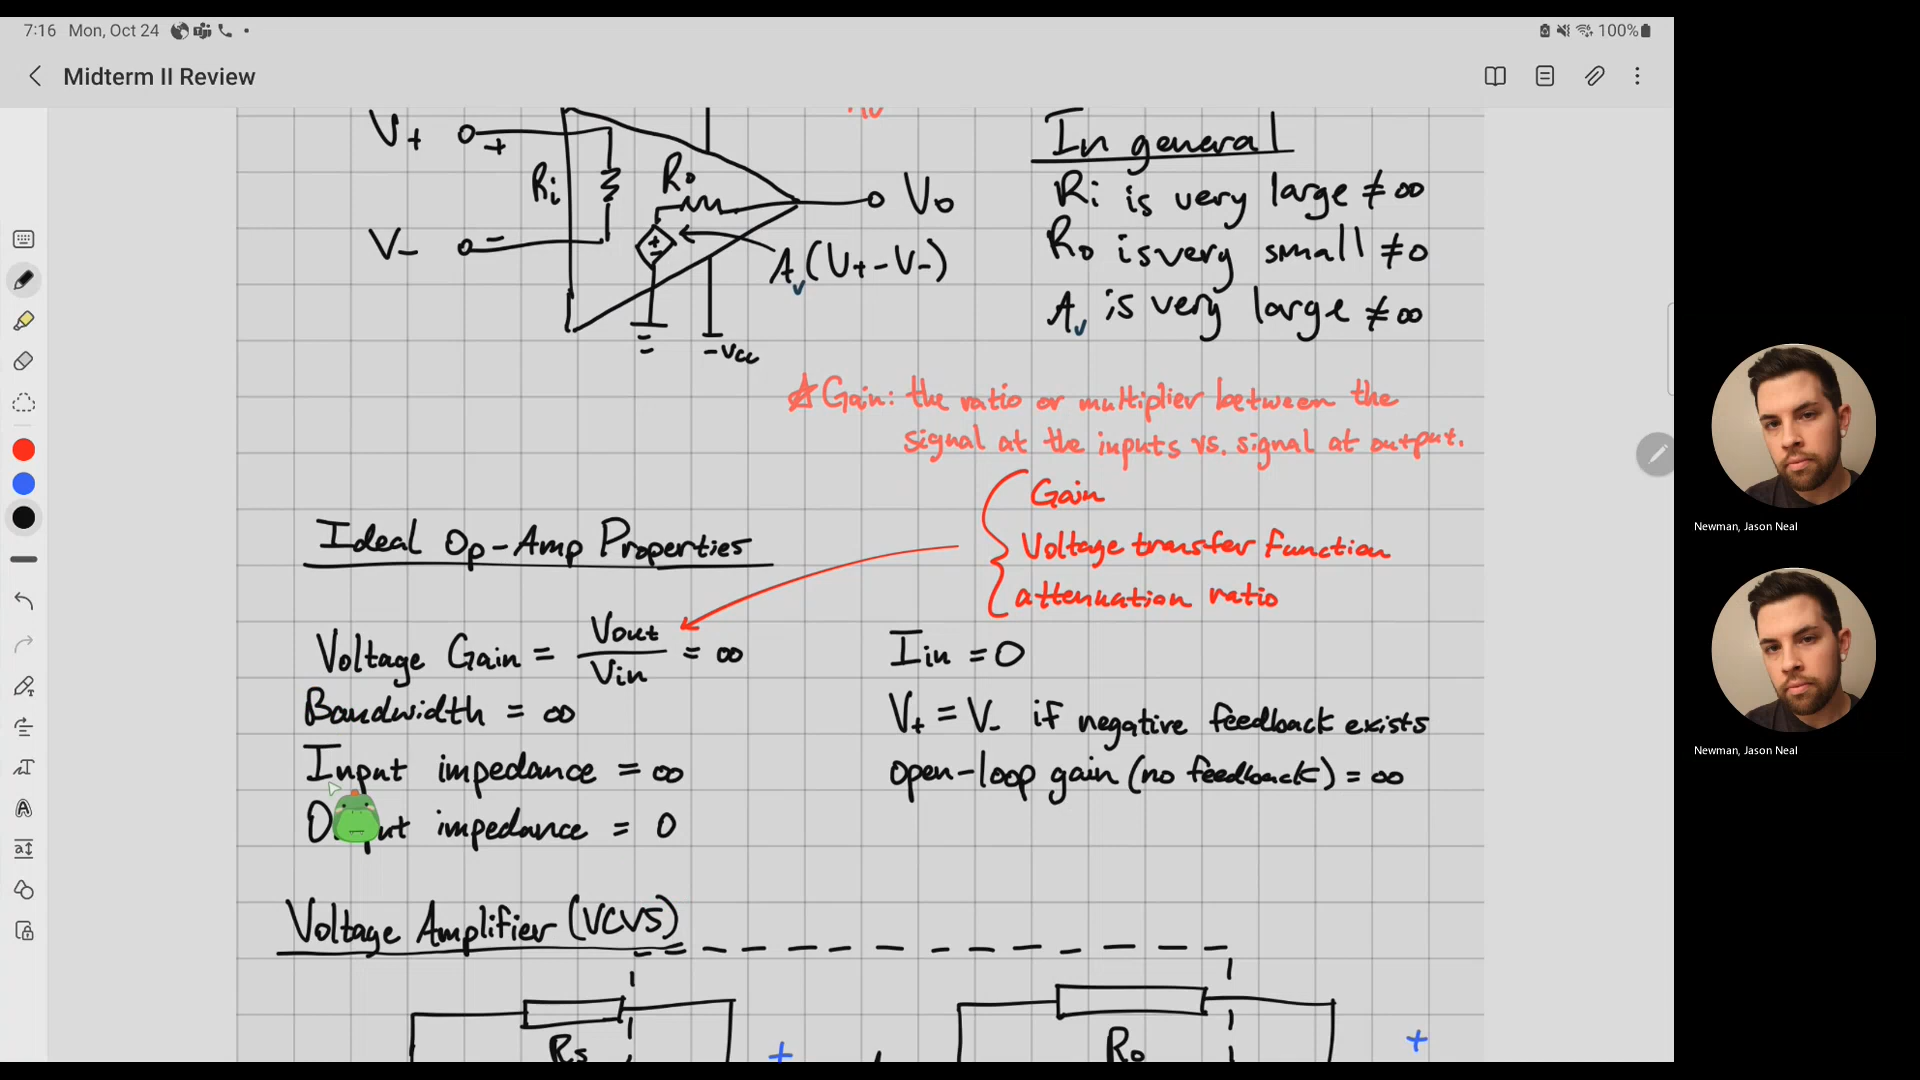 7:16 Mon, Oct 24
100%
Midterm II Review
V+ +
Ri
Ro
Vo
V- -
+
-
Av(V+-V-)
-Vcc
In general
Ri is very large ≠ ∞
Ro is very small ≠ 0
Av is very large ≠ ∞
Gain: the ratio or multiplier between the
signal at the inputs vs. signal at output.
Gain
Voltage transfer function
attenuation ratio
Ideal Op-Amp Properties
Voltage Gain = Vout/Vin = ∞
Bandwidth = ∞
Input impedance = ∞
Output impedance = 0
Iin = 0
V+ = V- if negative feedback exists
open-loop gain (no feedback) = ∞
Voltage Amplifier (VCVS)
Rs
+
Ro
+
Newman, Jason Neal
Newman, Jason Neal